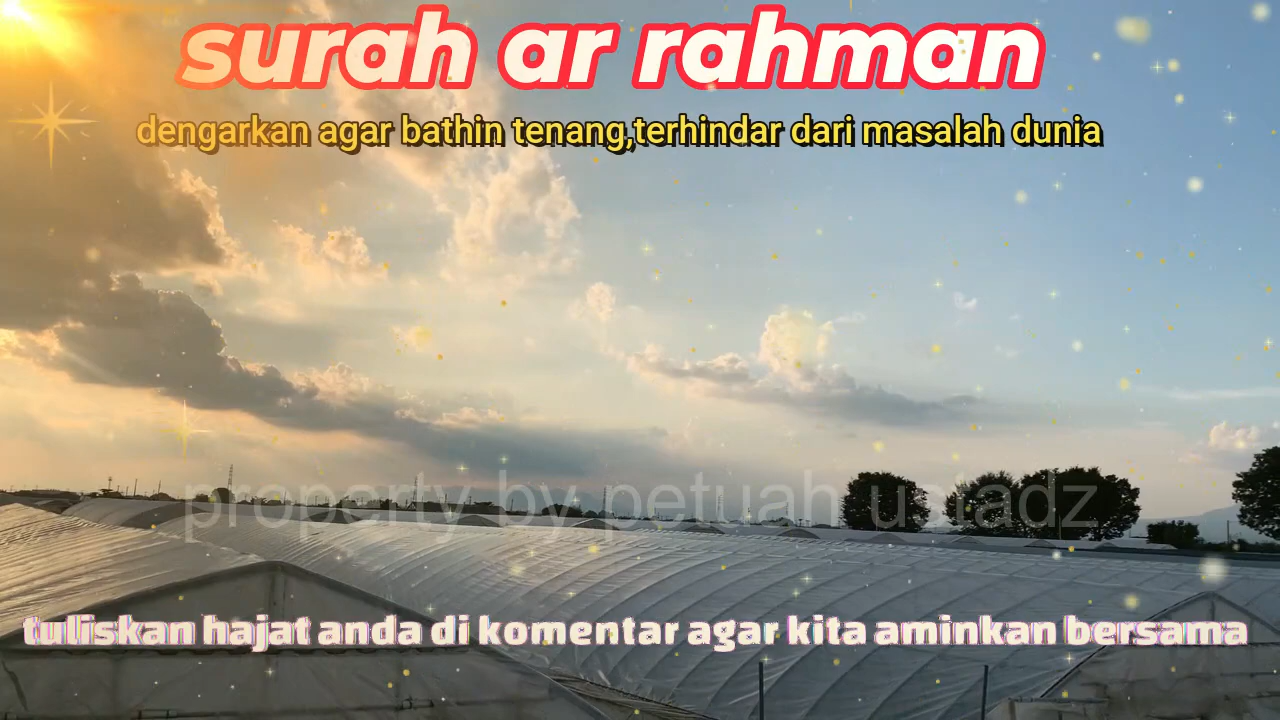 surah ar rahman
dengarkan agar bathin tenang,terhindar dari masalah dunia
property by petuah ustadz
tuliskan hajat anda di komentar agar kita aminkan bersama